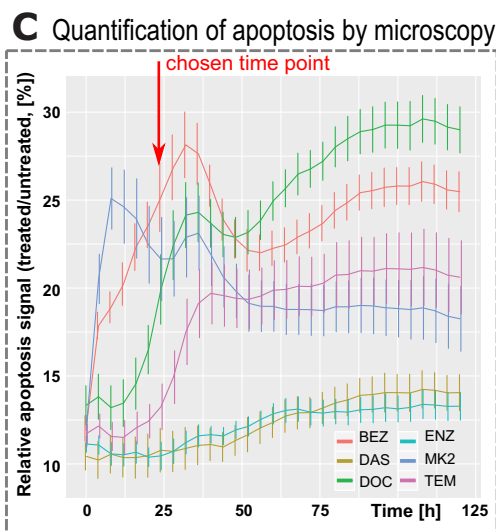 C Quantification of apoptosis by microscopy
chosen time point
Relative apoptosis signal (treated/untreated, [%])
30
25
20
15
10
BEZ
DAS
DOC
ENZ
MK2
TEM
0
25
50
75
100
125
Time [h]